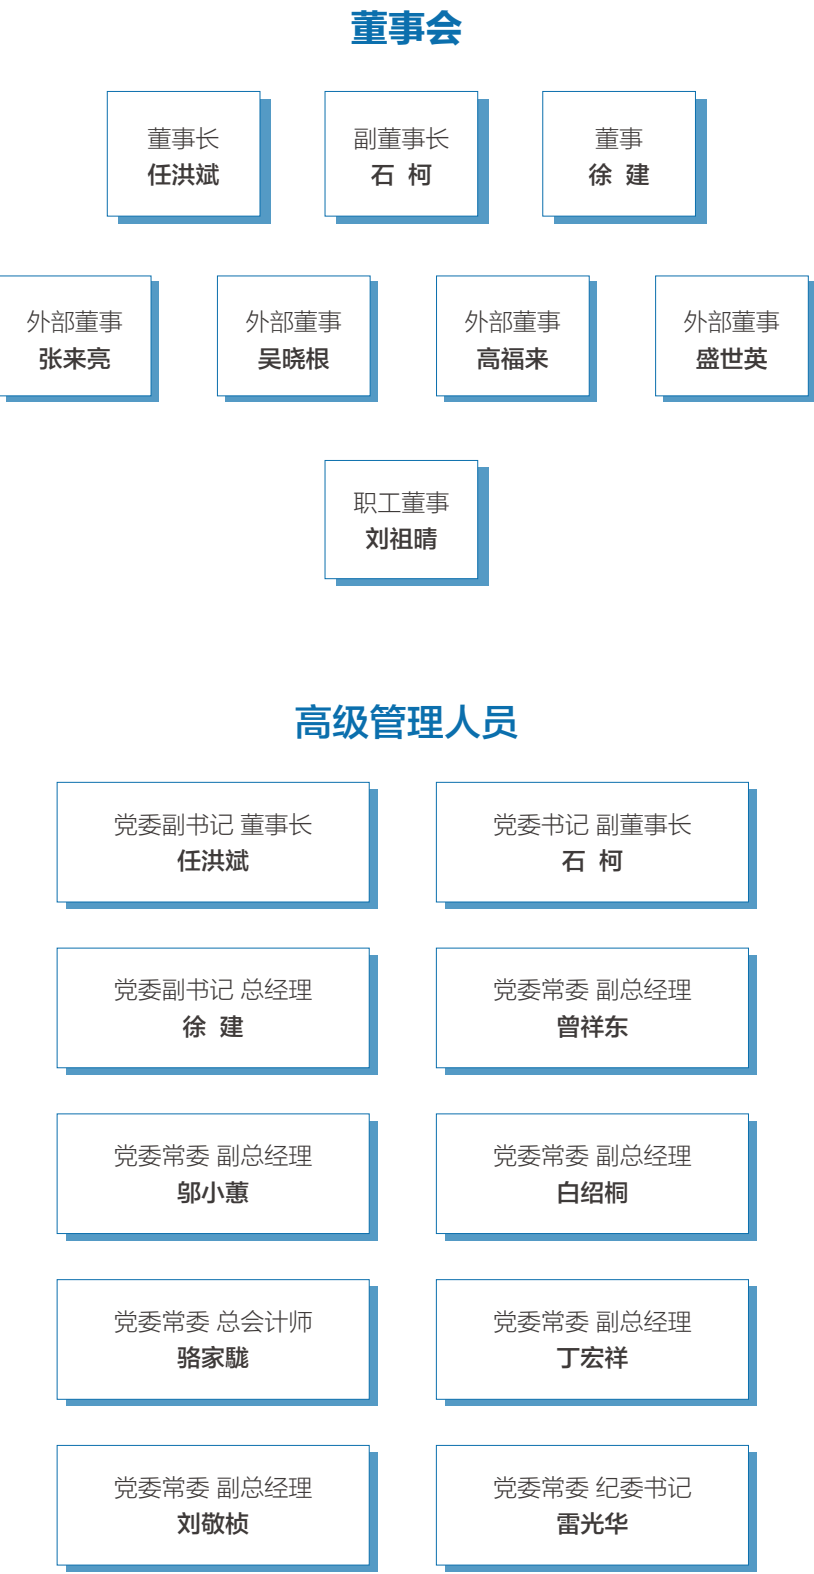 董事会
董事长
任洪斌
副董事长
石 柯
董事
徐 建
外部董事
张来亮
外部董事
吴晓根
外部董事
高福来
外部董事
盛世英
职工董事
刘祖晴
高级管理人员
党委副书记 董事长
任洪斌
党委书记 副董事长
石 柯
党委副书记 总经理
徐 建
党委常委 副总经理
曾祥东
党委常委 副总经理
邬小蕙
党委常委 副总经理
白绍桐
党委常委 总会计师
骆家駹
党委常委 副总经理
丁宏祥
党委常委 副总经理
刘敬桢
党委常委 纪委书记
雷光华